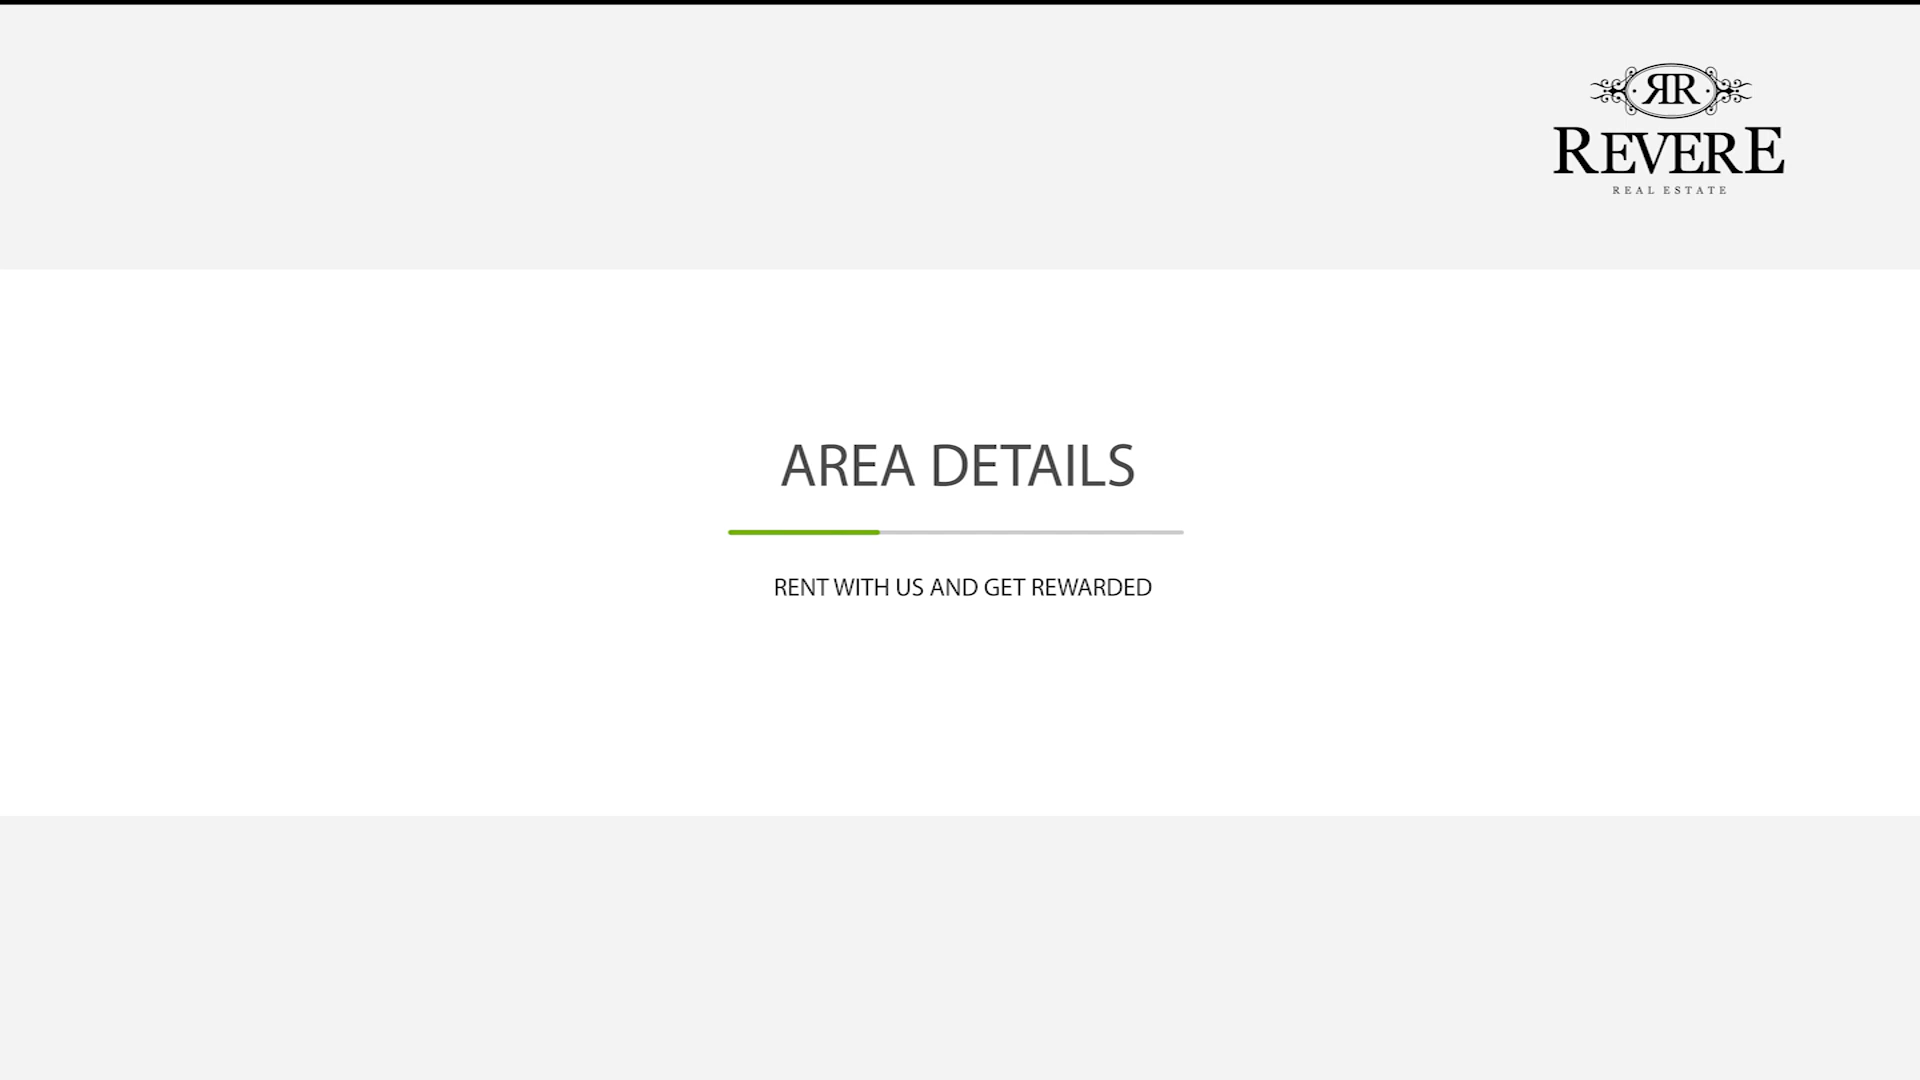 RR
REVERE
REAL ESTATE
AREA DETAILS
RENT WITH US AND GET REWARDED